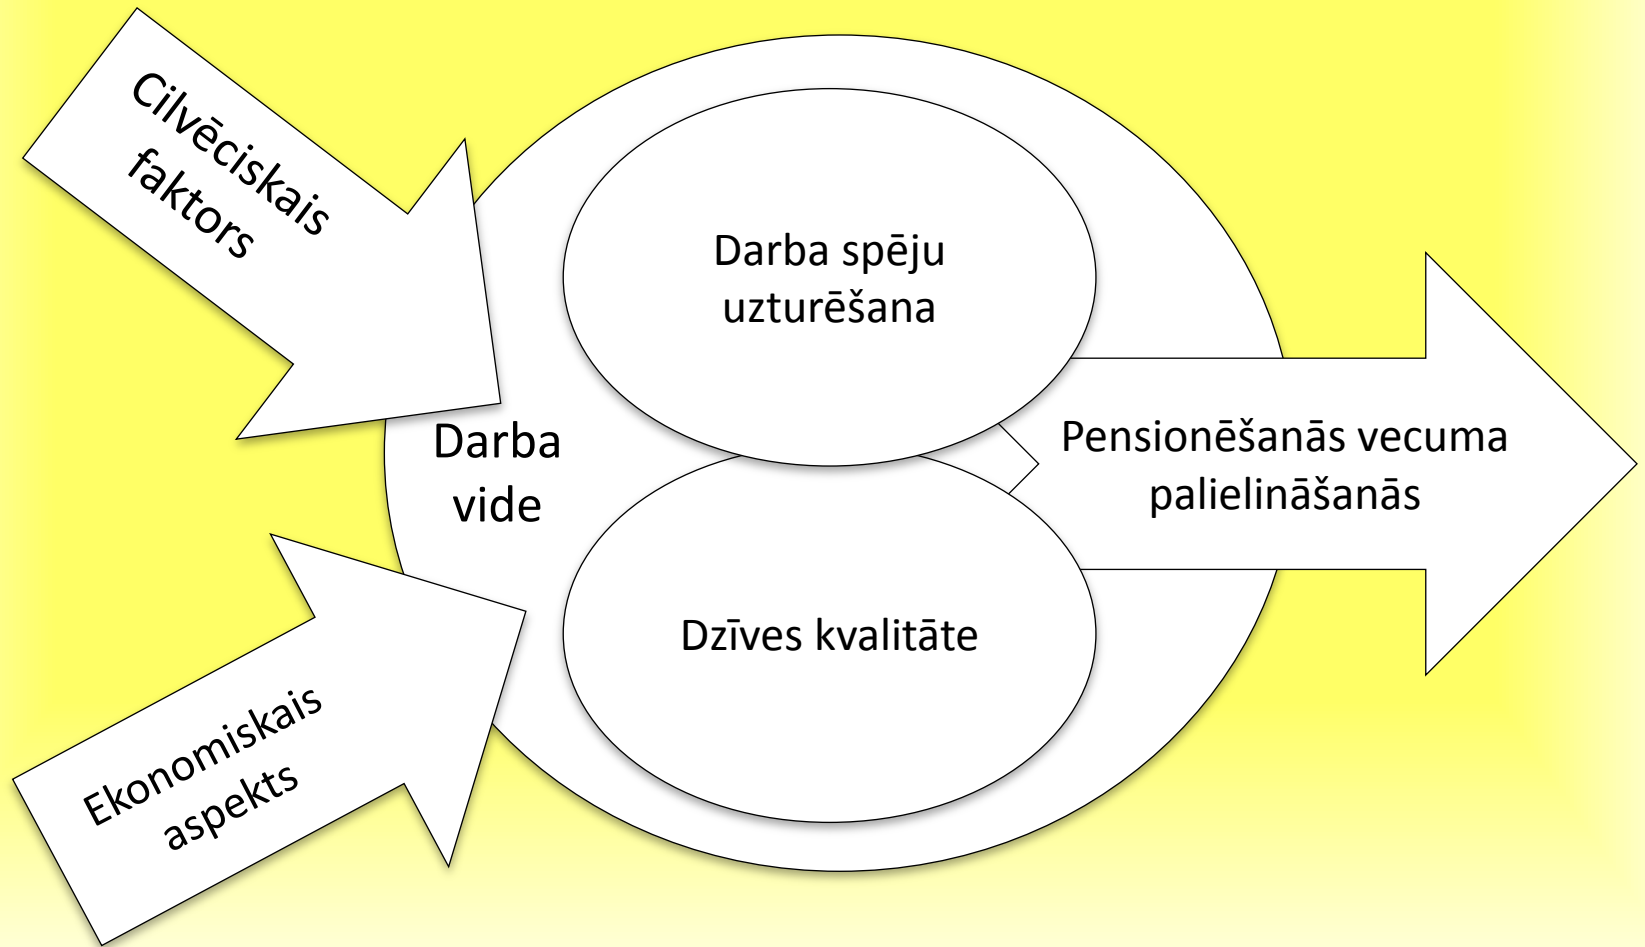 Cilvēciskais
faktors
Darba spēju
uzturēšana
Darba
vide
Pensionēšanās vecuma
palielināšanās
Dzīves kvalitāte
Ekonomiskais
aspekts